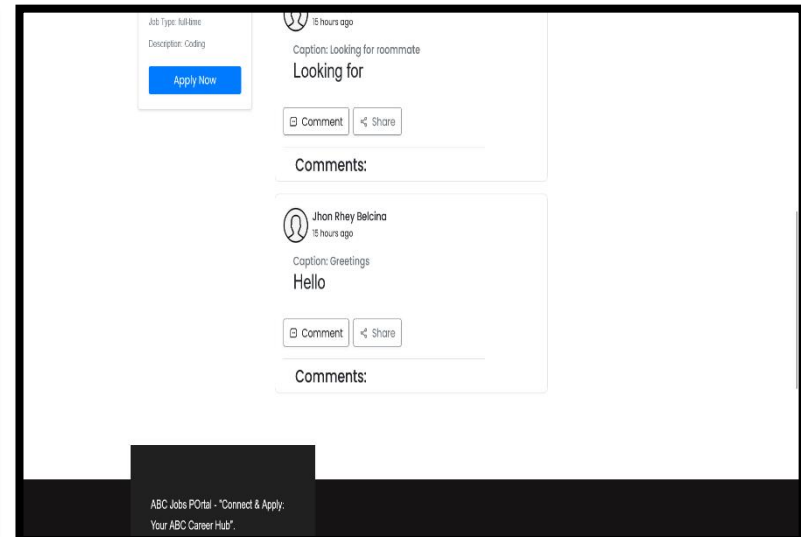 Job Type: full-time
Description: Coding
Apply Now
15 hours ago
Caption: Looking for roommate
Looking for
Comment
Share
Comments:
Jhon Rhey Belcina
15 hours ago
Caption: Greetings
Hello
Comment
Share
Comments:
ABC Jobs POrtal - "Connect & Apply:
Your ABC Career Hub".